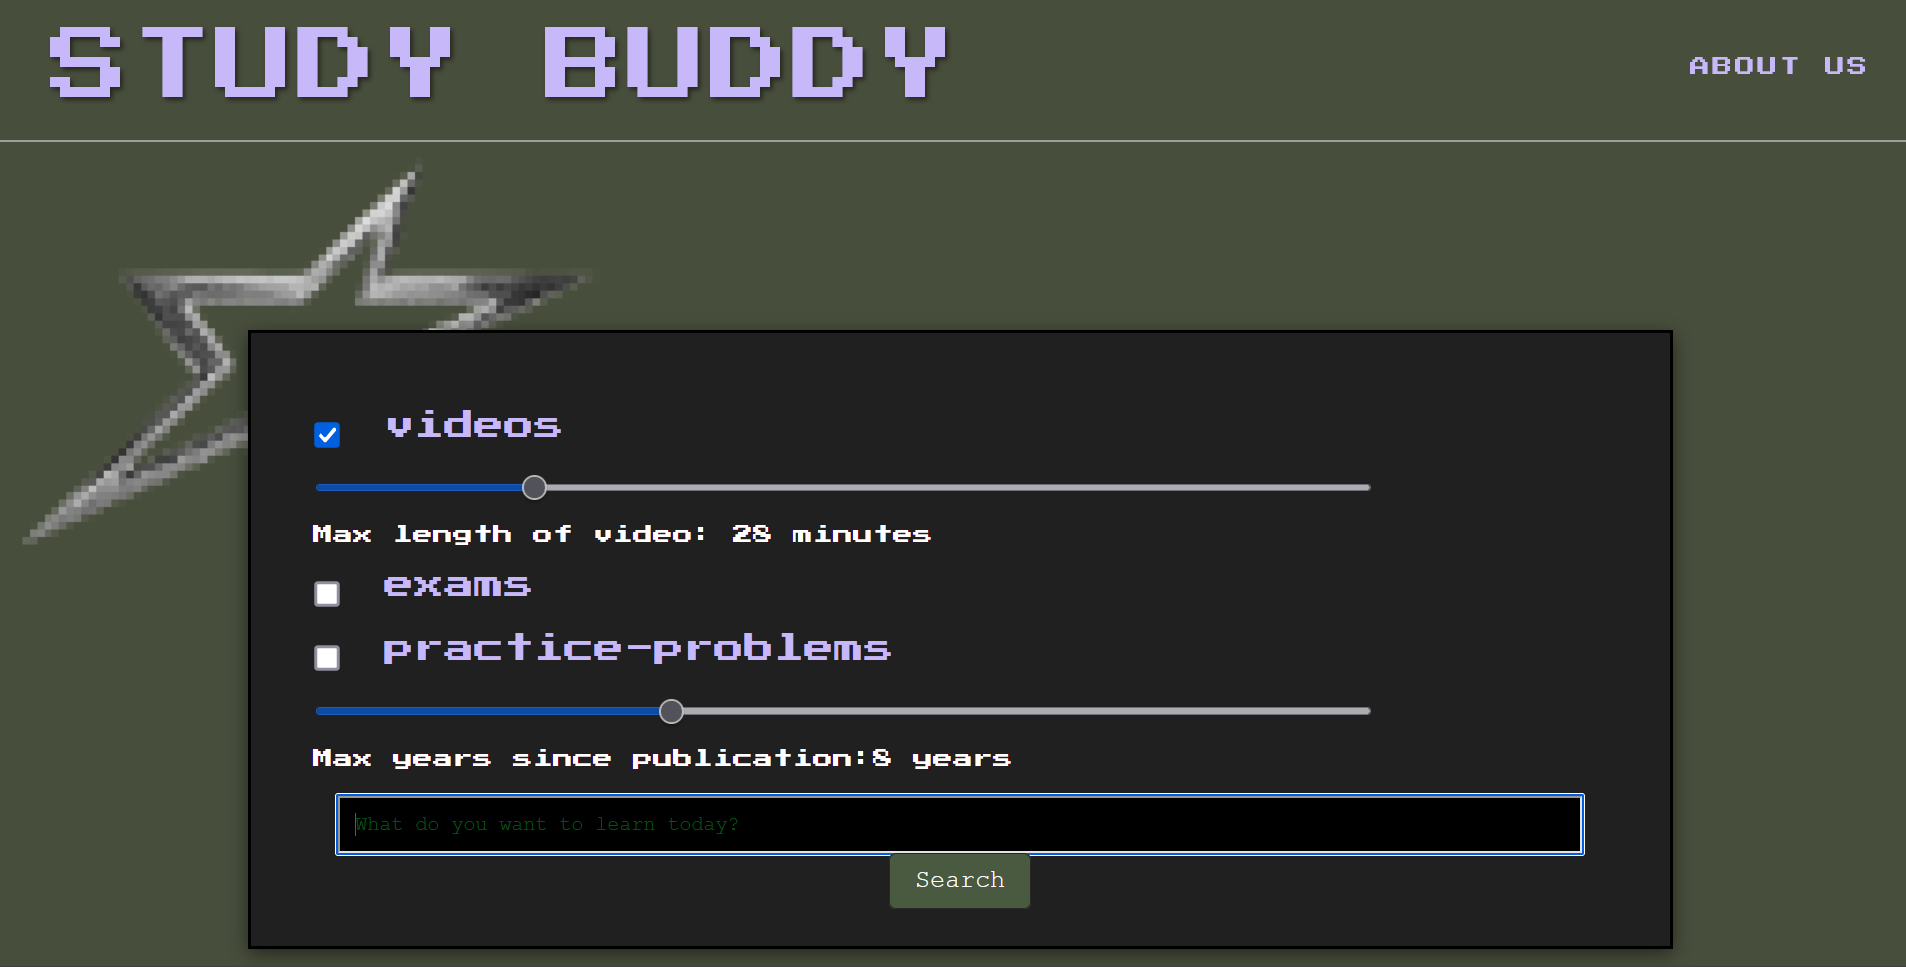 STUDY BUDDY
ABOUT US
videos
Max length of video: 28 minutes
exams
practice-problems
Max years since publication:8 years
What do you want to learn today?
Search